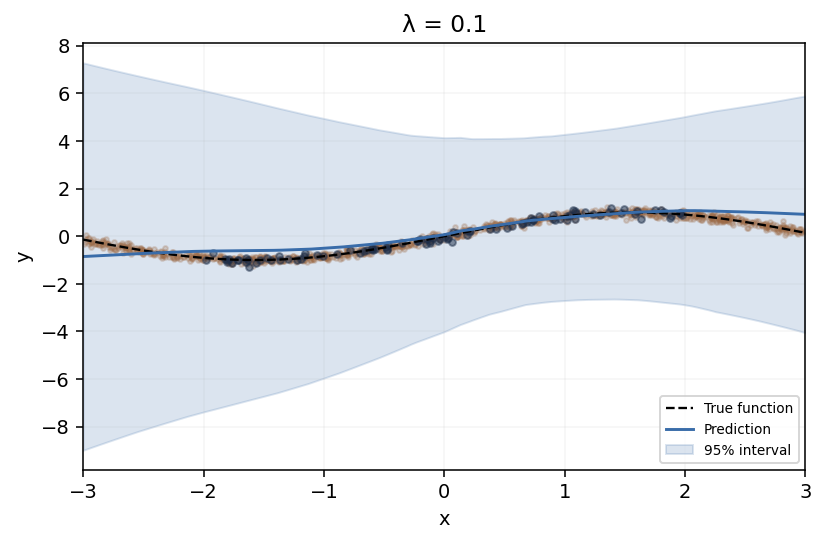 λ = 0.1
8
6
4
2
0
−2
−4
−6
−8
y
−3
−2
−1
0
1
2
3
x
True function
Prediction
95% interval